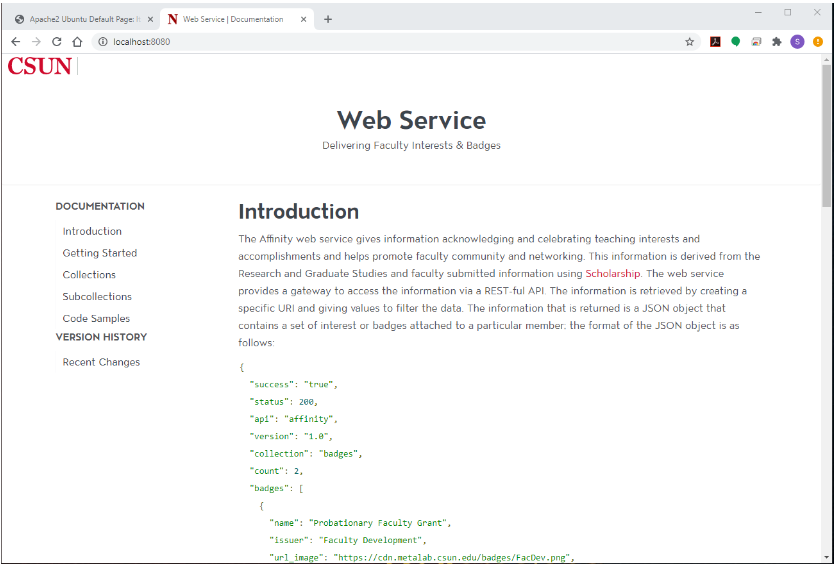 Apache2 Ubuntu Default Page: It
Web Service | Documentation
localhost:8080
S
CSUN
Web Service
Delivering Faculty Interests & Badges
DOCUMENTATION
Introduction
Getting Started
Collections
Subcollections
Code Samples
VERSION HISTORY
Recent Changes
Introduction
The Affinity web service gives information acknowledging and celebrating teaching interests and
accomplishments and helps promote faculty community and networking. This information is derived from the
Research and Graduate Studies and faculty submitted information using Scholarship. The web service
provides a gateway to access the information via a REST-ful API. The information is retrieved by creating a
specific URI and giving values to filter the data. The information that is returned is a JSON object that
contains a set of interest or badges attached to a particular member; the format of the JSON object is as
follows:
{
"success": "true",
"status": 200,
"api": "affinity",
"version": "1.0",
"collection": "badges",
"count": 2,
"badges": [
{
"name": "Probationary Faculty Grant",
"issuer": "Faculty Development",
"url_image": "https://cdn.metalab.csun.edu/badges/FacDev.png",